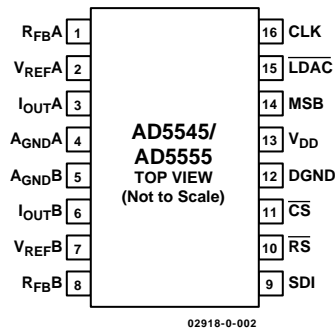 RFBA 1
VREFA 2
IOUTA 3
AGNDA 4
AGNDB 5
IOUTB 6
VREFB 7
RFBB 8
AD5545/
AD5555
TOP VIEW
(Not to Scale)
16 CLK
15 LDAC
14 MSB
13 VDD
12 DGND
11 CS
10 RS
9 SDI
02918-0-002